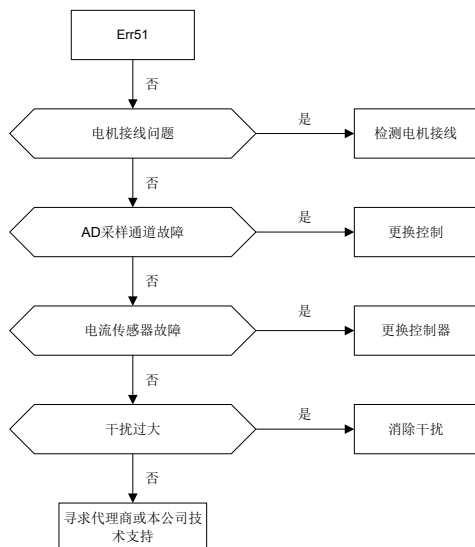 Err51
否
电机接线问题
是
检测电机接线
否
AD采样通道故障
是
更换控制
否
电流传感器故障
是
更换控制器
否
干扰过大
是
消除干扰
否
寻求代理商或本公司技
术支持